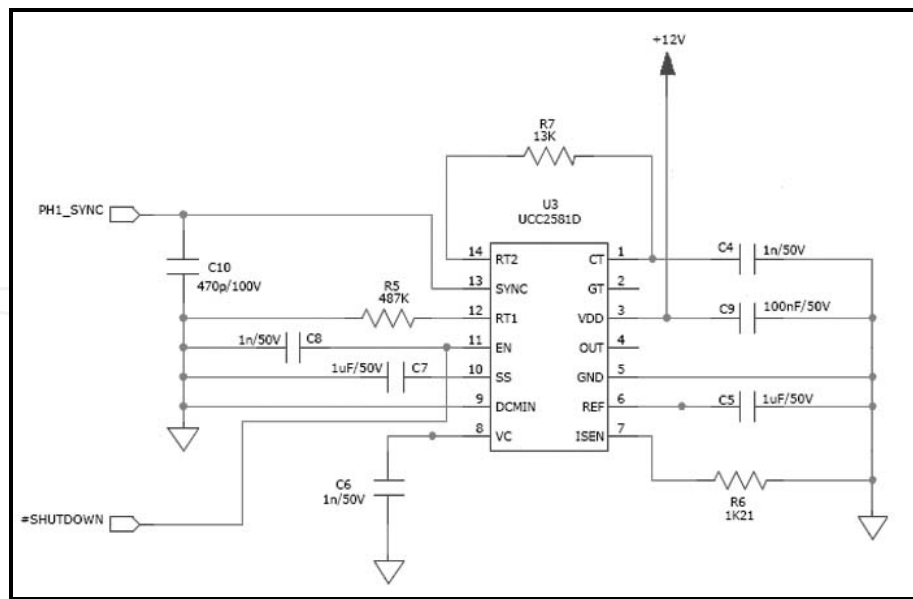 +12V
R7
13K
PH1_SYNC
U3
UCC2581D
C10
470p/100V
14 RT2 CT 1
C4 1n/50V
13 SYNC GT 2
R5
487K
12 RT1 VDD 3
C9 100nF/50V
1n/50V C8
11 EN OUT 4
1uF/50V C7
10 SS GND 5
9 DCMIN REF 6
C5 1uF/50V
8 VC ISEN 7
C6
1n/50V
R6
1K21
#SHUTDOWN